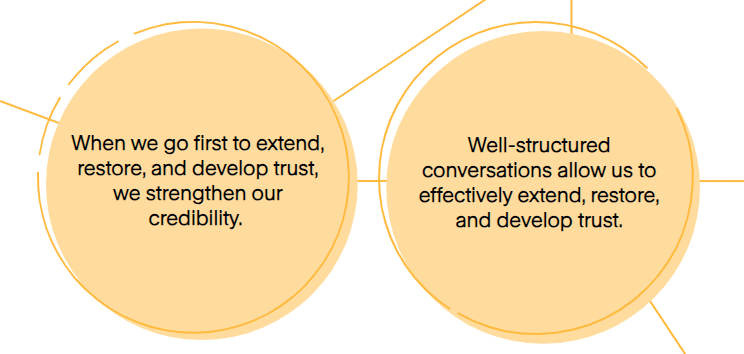 When we go first to extend,
restore, and develop trust,
we strengthen our
credibility.
Well-structured
conversations allow us to
effectively extend, restore,
and develop trust.